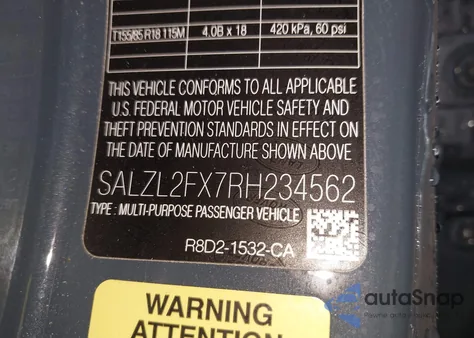 T155/85 R18 115M 4.0B x 18 420 kPa, 60 psi
THIS VEHICLE CONFORMS TO ALL APPLICABLE
U.S. FEDERAL MOTOR VEHICLE SAFETY AND
THEFT PREVENTION STANDARDS IN EFFECT ON
THE DATE OF MANUFACTURE SHOWN ABOVE
SALZL2FX7RH234562
TYPE : MULTI-PURPOSE PASSENGER VEHICLE
R8D2-1532-CA
autoSnap
WARNING
ATTENTION